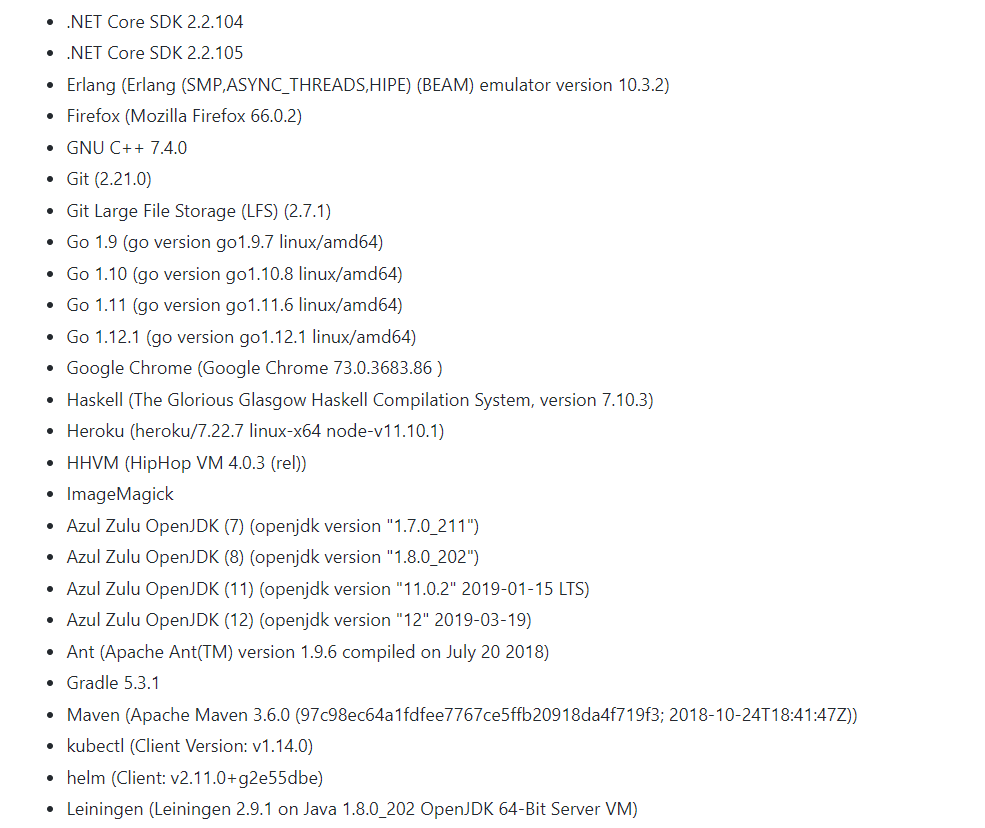 .NET Core SDK 2.2.104
.NET Core SDK 2.2.105
Erlang (Erlang (SMP,ASYNC_THREADS,HIPE) (BEAM) emulator version 10.3.2)
Firefox (Mozilla Firefox 66.0.2)
GNU C++ 7.4.0
Git (2.21.0)
Git Large File Storage (LFS) (2.7.1)
Go 1.9 (go version go1.9.7 linux/amd64)
Go 1.10 (go version go1.10.8 linux/amd64)
Go 1.11 (go version go1.11.6 linux/amd64)
Go 1.12.1 (go version go1.12.1 linux/amd64)
Google Chrome (Google Chrome 73.0.3683.86 )
Haskell (The Glorious Glasgow Haskell Compilation System, version 7.10.3)
Heroku (heroku/7.22.7 linux-x64 node-v11.10.1)
HHVM (HipHop VM 4.0.3 (rel))
ImageMagick
Azul Zulu OpenJDK (7) (openjdk version "1.7.0_211")
Azul Zulu OpenJDK (8) (openjdk version "1.8.0_202")
Azul Zulu OpenJDK (11) (openjdk version "11.0.2" 2019-01-15 LTS)
Azul Zulu OpenJDK (12) (openjdk version "12" 2019-03-19)
Ant (Apache Ant(TM) version 1.9.6 compiled on July 20 2018)
Gradle 5.3.1
Maven (Apache Maven 3.6.0 (97c98ec64a1fdfee7767ce5ffb20918da4f719f3; 2018-10-24T18:41:47Z))
kubectl (Client Version: v1.14.0)
helm (Client: v2.11.0+g2e55dbe)
Leiningen (Leiningen 2.9.1 on Java 1.8.0_202 OpenJDK 64-Bit Server VM)